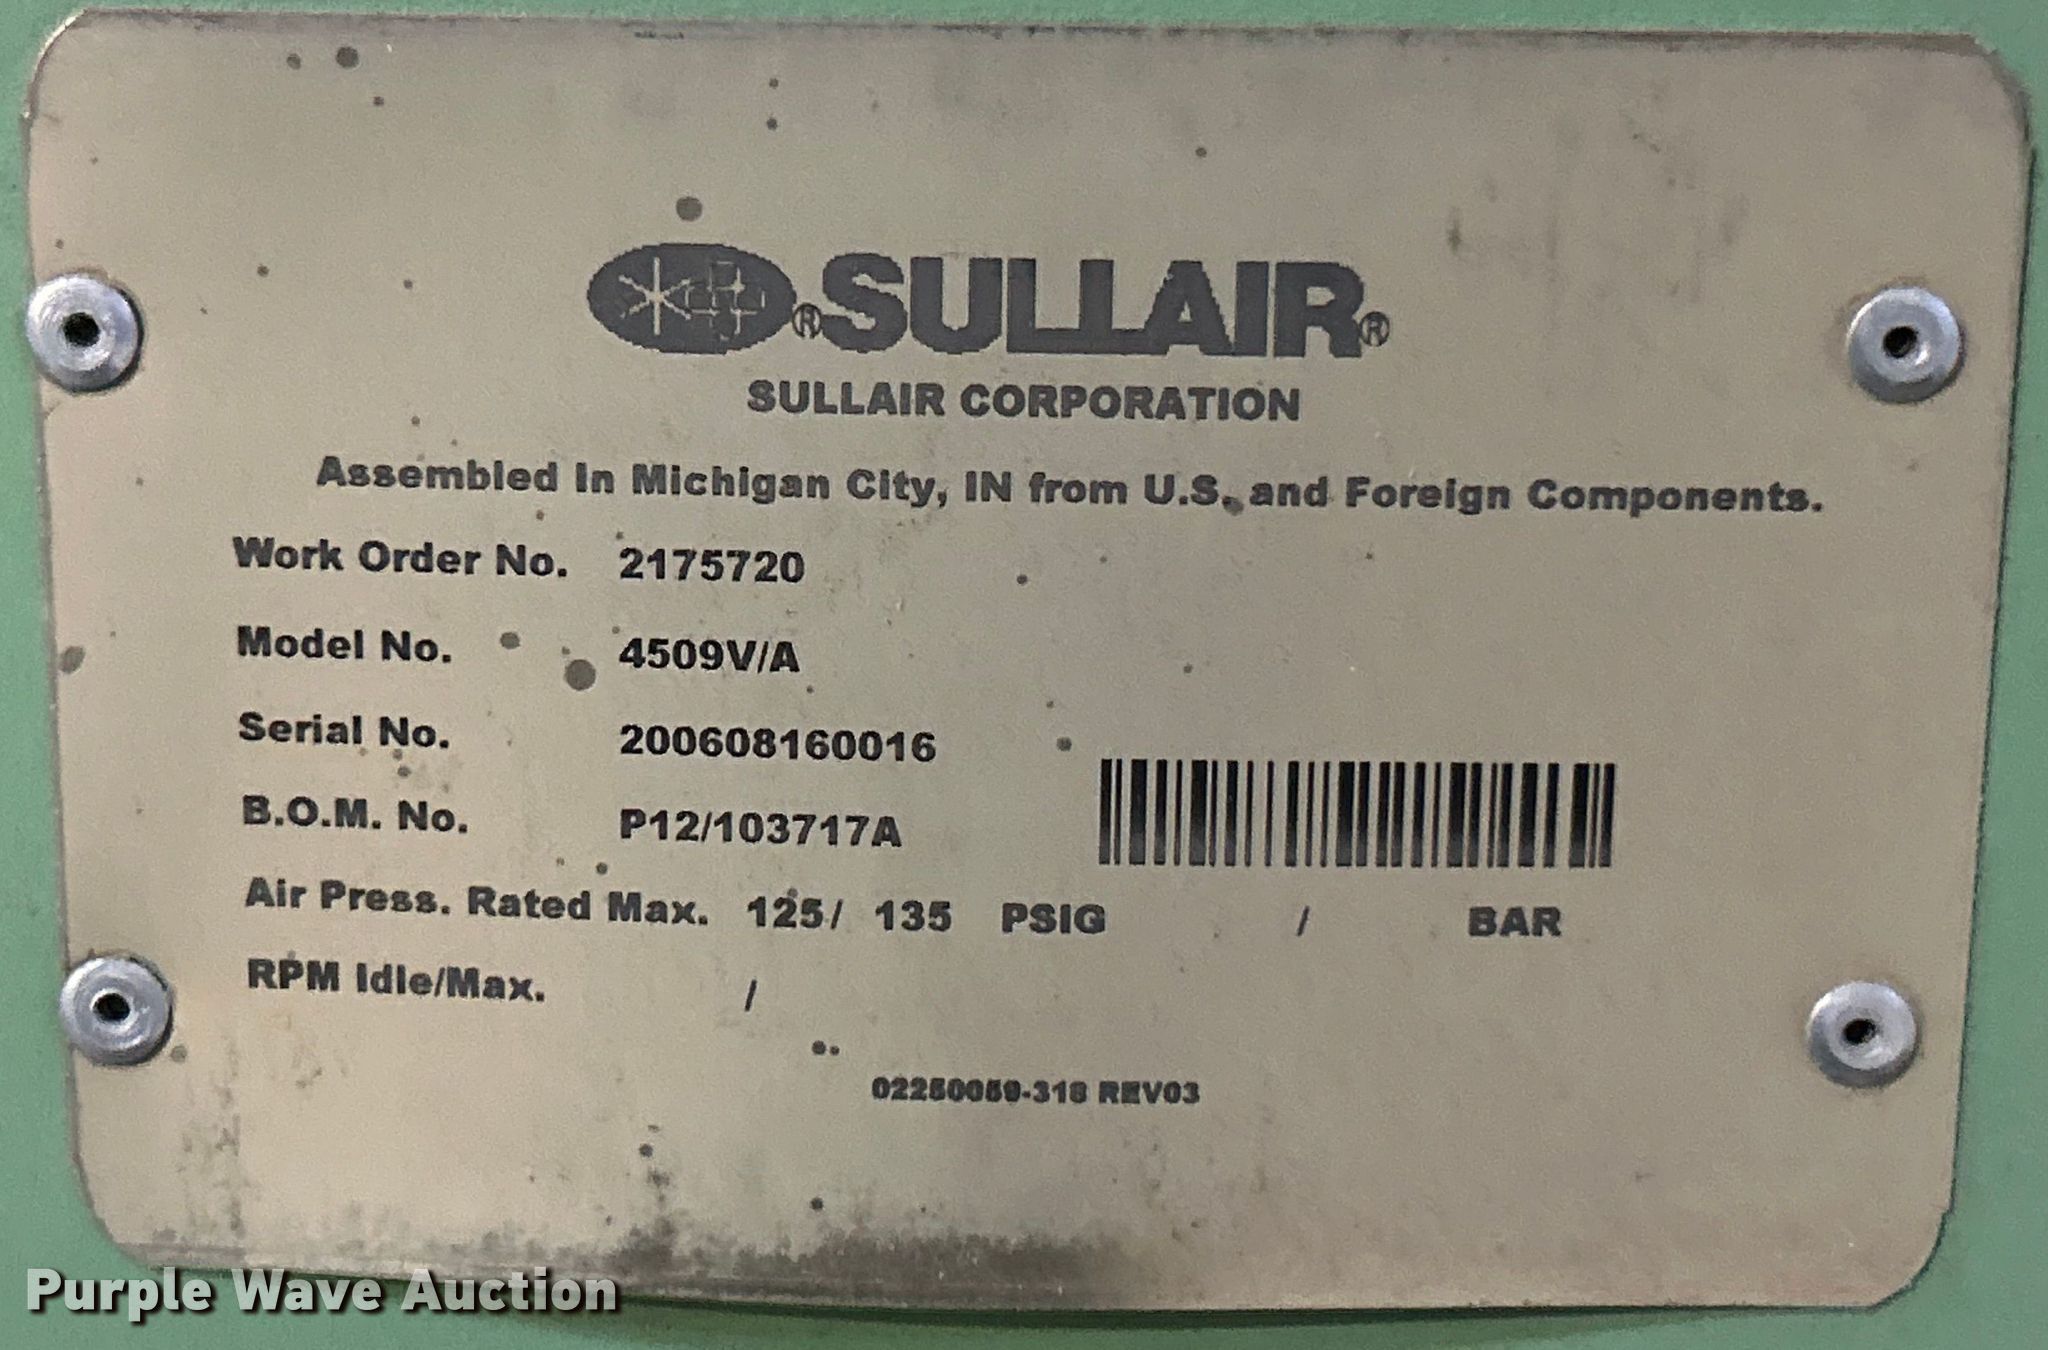 ®SULLAIR®
SULLAIR CORPORATION
Assembled In Michigan City, IN from U.S. and Foreign Components.
Work Order No. 2175720
Model No. 4509V/A
Serial No. 200608160016
B.O.M. No. P12/103717A
Air Press. Rated Max. 125/ 135 PSIG / BAR
RPM Idle/Max. /
02250059-318 REV03
Purple Wave Auction